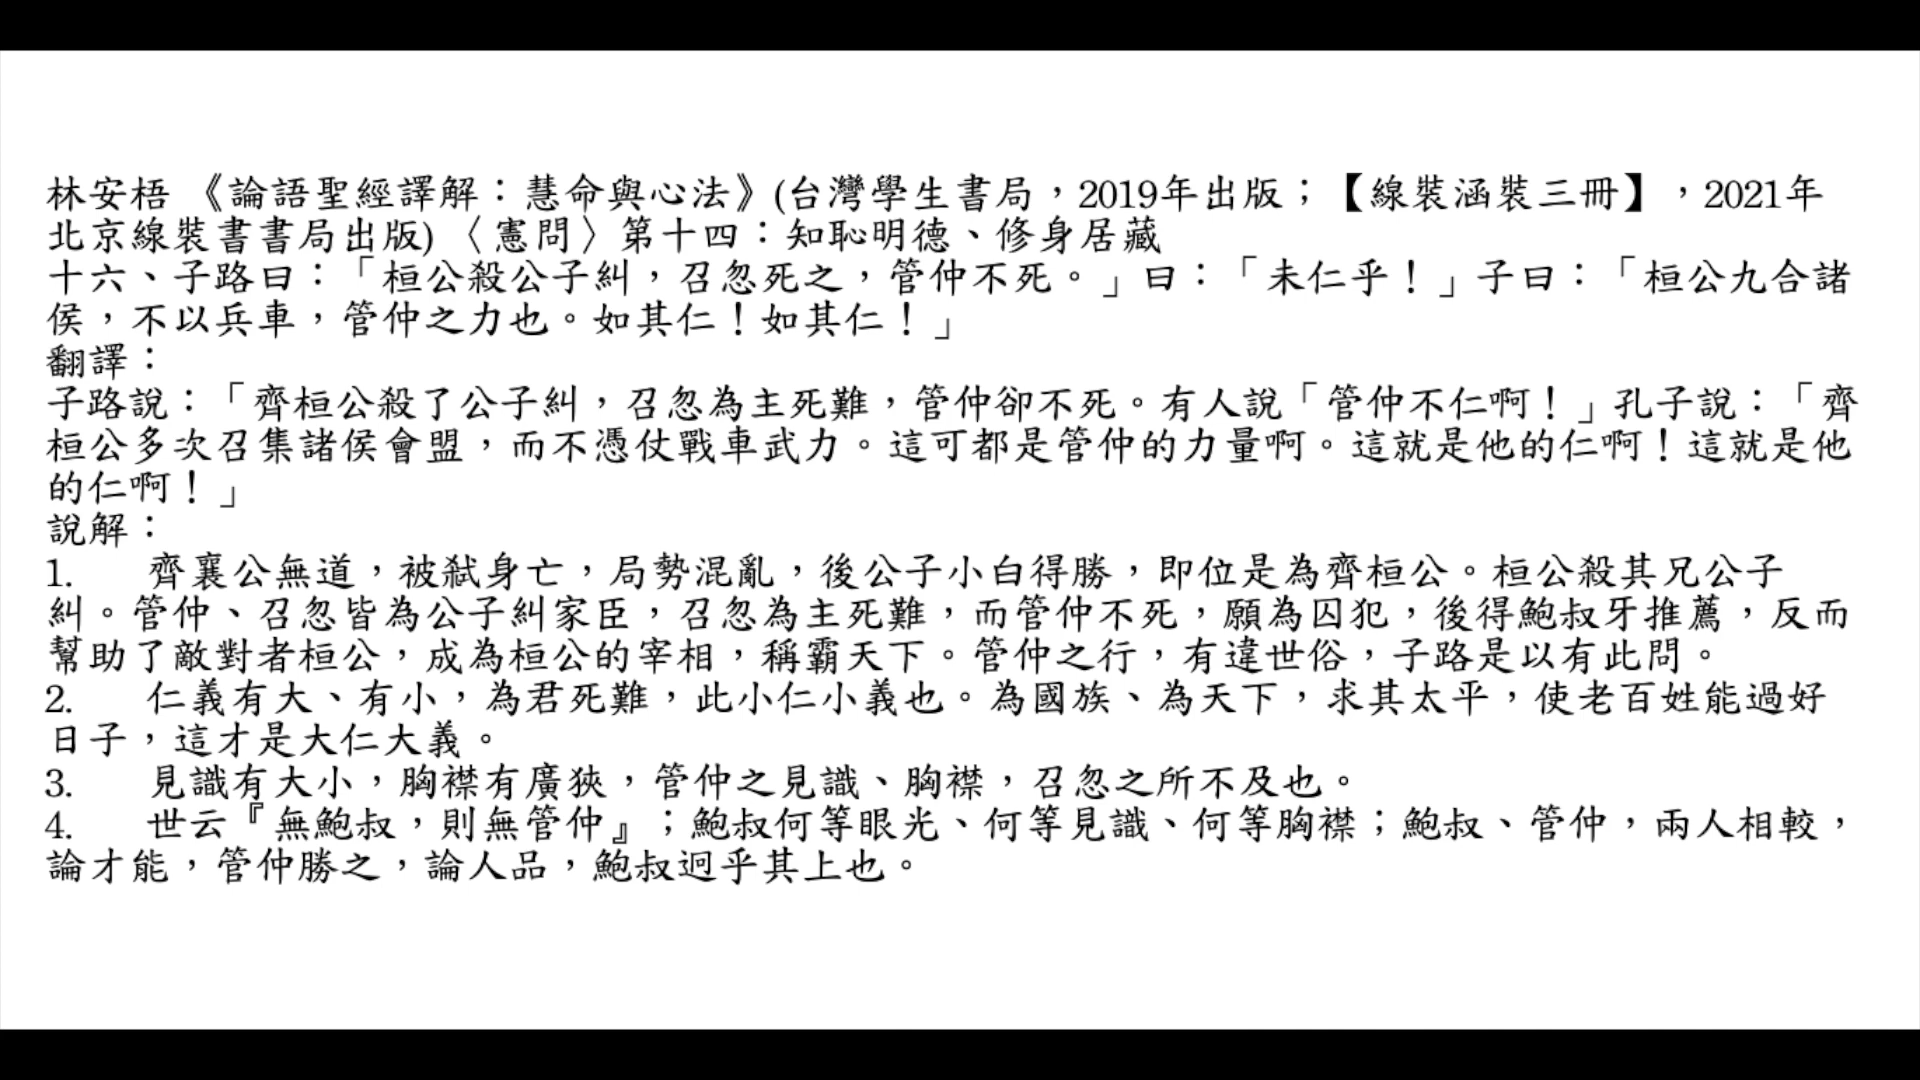 林安梧 《論語聖經譯解：慧命與心法》(台灣學生書局，2019年出版；【線裝涵裝三冊】，2021年
北京線裝書書局出版) 〈憲問〉第十四：知恥明德、修身居藏
十六、子路曰：「桓公殺公子糾，召忽死之，管仲不死。」曰：「未仁乎！」子曰：「桓公九合諸
侯，不以兵車，管仲之力也。如其仁！如其仁！」
翻譯：
子路說：「齊桓公殺了公子糾，召忽為主死難，管仲卻不死。有人說「管仲不仁啊！」孔子說：「齊
桓公多次召集諸侯會盟，而不憑仗戰車武力。這可都是管仲的力量啊。這就是他的仁啊！這就是他
的仁啊！」
說解：
1. 齊襄公無道，被弒身亡，局勢混亂，後公子小白得勝，即位是為齊桓公。桓公殺其兄公子
糾。管仲、召忽皆為公子糾家臣，召忽為主死難，而管仲不死，願為囚犯，後得鮑叔牙推薦，反而
幫助了敵對者桓公，成為桓公的宰相，稱霸天下。管仲之行，有違世俗，子路是以有此問。
2. 仁義有大、有小，為君死難，此小仁小義也。為國族、為天下，求其太平，使老百姓能過好
日子，這才是大仁大義。
3. 見識有大小，胸襟有廣狹，管仲之見識、胸襟，召忽之所不及也。
4. 世云『無鮑叔，則無管仲』；鮑叔何等眼光、何等見識、何等胸襟；鮑叔、管仲，兩人相較，
論才能，管仲勝之，論人品，鮑叔迥乎其上也。